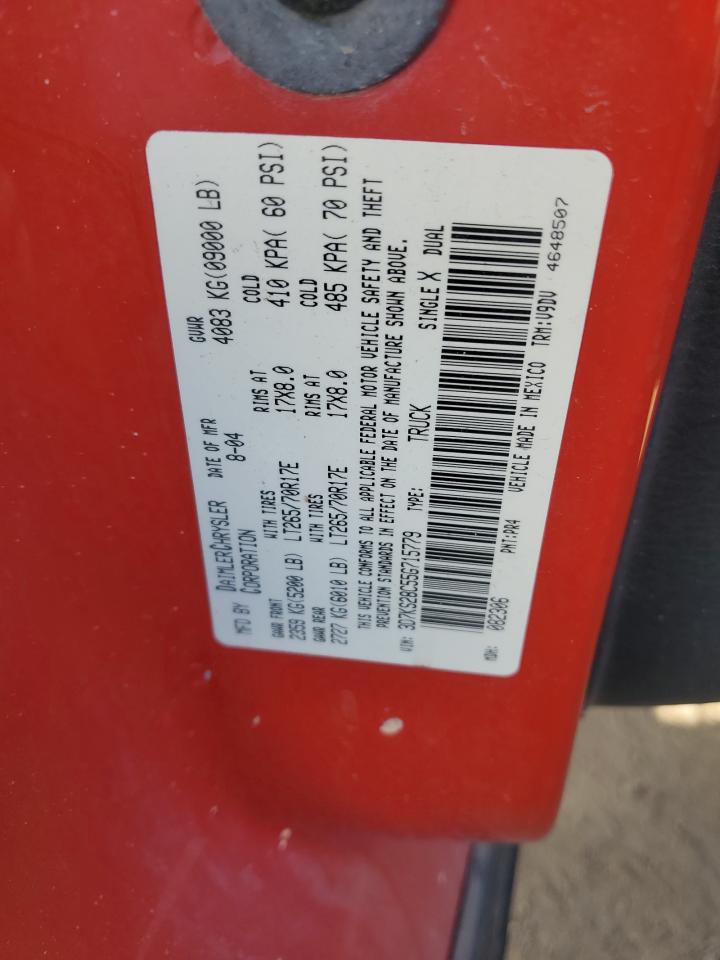 MFD BY DAIMLERCHRYSLER CORPORATION
DATE OF MFR 8-04
GVWR 4083 KG(09000 LB)
GAWR FRONT WITH TIRES RIMS AT COLD
2359 KG(5200 LB) LT265/70R17E 17X8.0 410 KPA( 60 PSI)
GAWR REAR WITH TIRES RIMS AT COLD
2727 KG(6010 LB) LT265/70R17E 17X8.0 485 KPA( 70 PSI)
THIS VEHICLE CONFORMS TO ALL APPLICABLE FEDERAL MOTOR VEHICLE SAFETY AND THEFT
PREVENTION STANDARDS IN EFFECT ON THE DATE OF MANUFACTURE SHOWN ABOVE.
VIN: 3D7KS28C55G715779 TYPE: TRUCK SINGLE X DUAL
MDH: 082306 PNT:PR4 VEHICLE MADE IN MEXICO TRM:V9DV 4648507